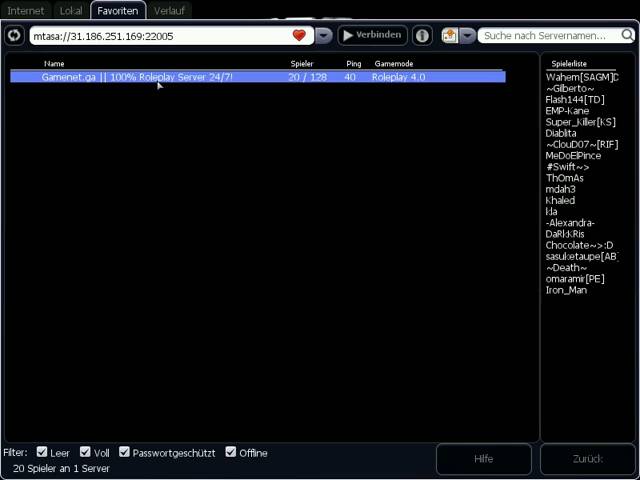 Internet Lokal Favoriten Verlauf
mtasa://31.186.251.169:22005 Verbinden Suche nach Servernamen...
Name Spieler Ping Gamemode Spielerliste
Gamenet.ga || 100% Roleplay Server 24/7! 20 / 128 40 Roleplay 4.0
Wahem[SAGM]D
~Gilberto~
Flash144[TD]
EMP-Kane
Super_Killer[KS]
Diablita
~ClouD07~[RIF]
MeDoElPince
#Swift~>
ThOmAs
mdah3
Khaled
kla
-Alexandra-
DaRkKRis
Chocolate~>:D
sasuketaupe[AB]
~Death~
omaramir[PE]
Iron_Man
Filter: Leer Voll Passwortgeschützt Offline
20 Spieler an 1 Server
Hilfe Zurück